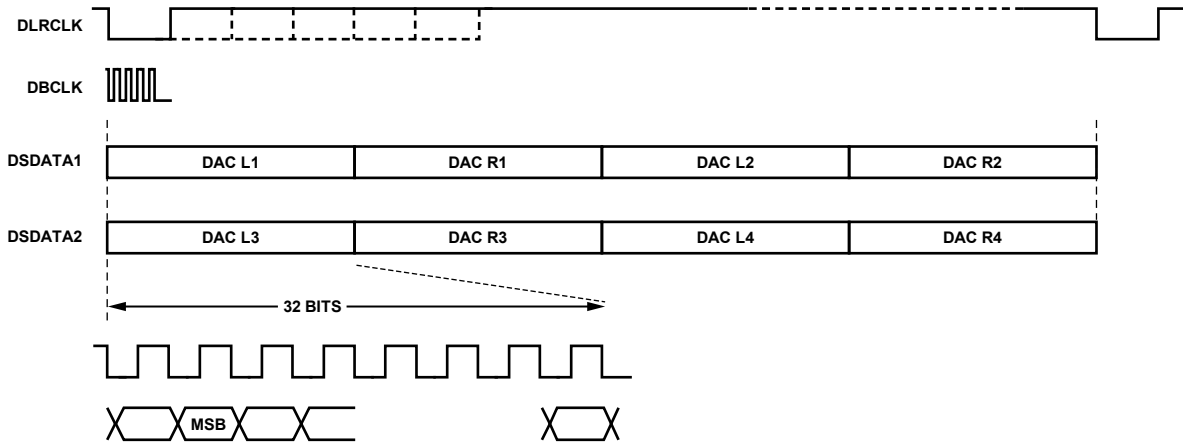 DLRCLK
DBCLK
DSDATA1 DAC L1 DAC R1 DAC L2 DAC R2
DSDATA2 DAC L3 DAC R3 DAC L4 DAC R4
32 BITS
MSB